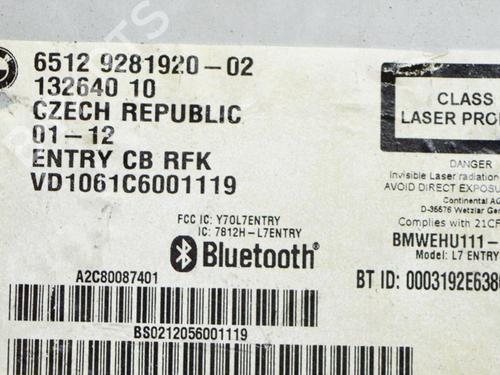 6512 9281920-02
132640 10
CZECH REPUBLIC
01-12
ENTRY CB RFK
VD1061C6001119
FCC IC: Y70L7ENTRY
IC: 7812H-L7ENTRY
Bluetooth®
A2C80087401
BS0212056001119
CLASS
LASER PRO
DANGER
Invisible Laser radiation
AVOID DIRECT EXPOSU
Continental AG
D-35576 Wetzlar Ger
Complies with 21CF
BMWEHU111-
Model: L7 ENTRY
BT ID: 0003192E638